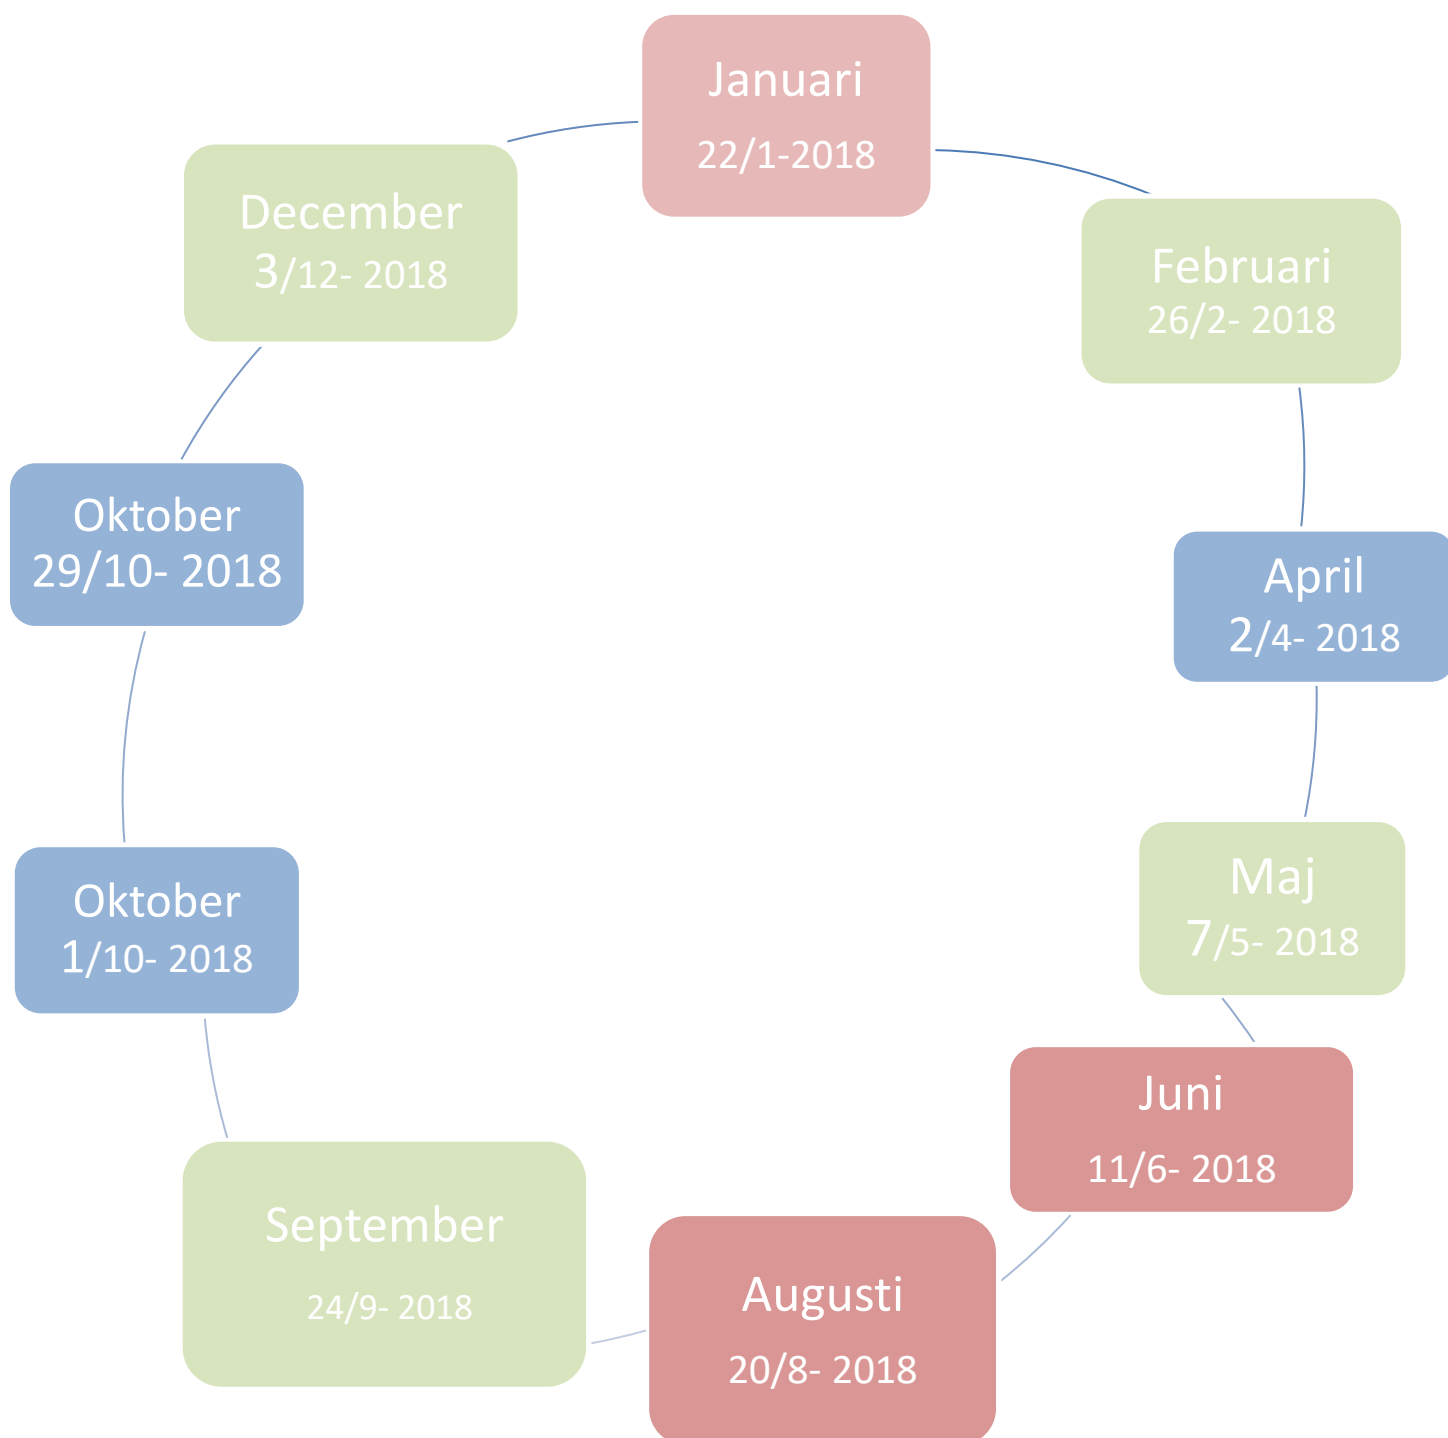 Januari
22/1-2018
Februari
26/2- 2018
April
2/4- 2018
Maj
7/5- 2018
Juni
11/6- 2018
Augusti
20/8- 2018
September
24/9- 2018
Oktober
1/10- 2018
Oktober
29/10- 2018
December
3/12- 2018